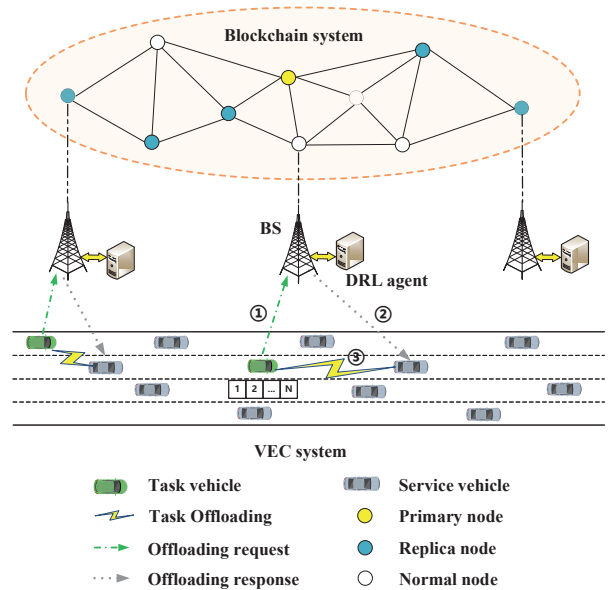 Blockchain system
BS
DRL agent
① ②
③
1 2 ... N
VEC system
Task vehicle Service vehicle
Task Offloading Primary node
Offloading request Replica node
Offloading response Normal node